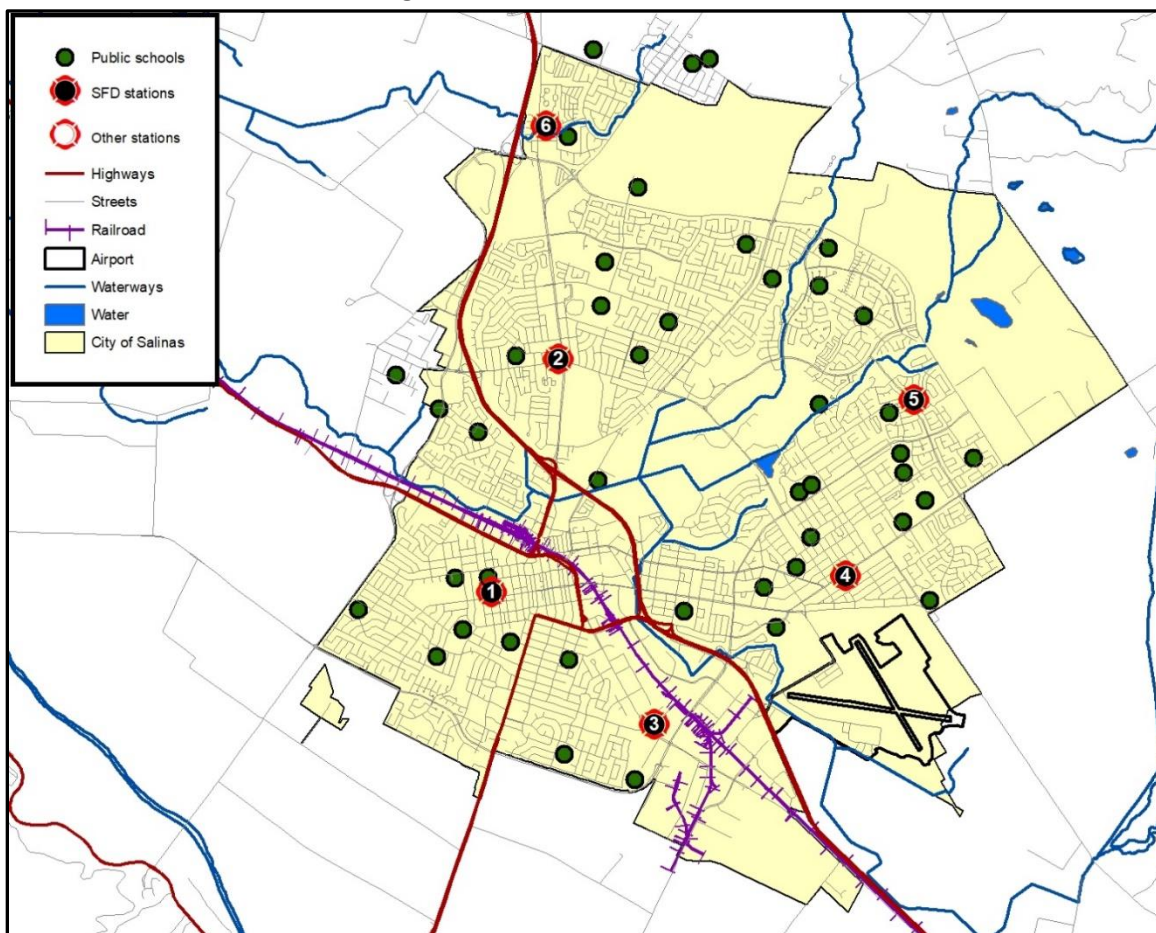 Public schools
SFD stations
Other stations
Highways
Streets
Railroad
Airport
Waterways
Water
City of Salinas
6
2
5
4
1
3